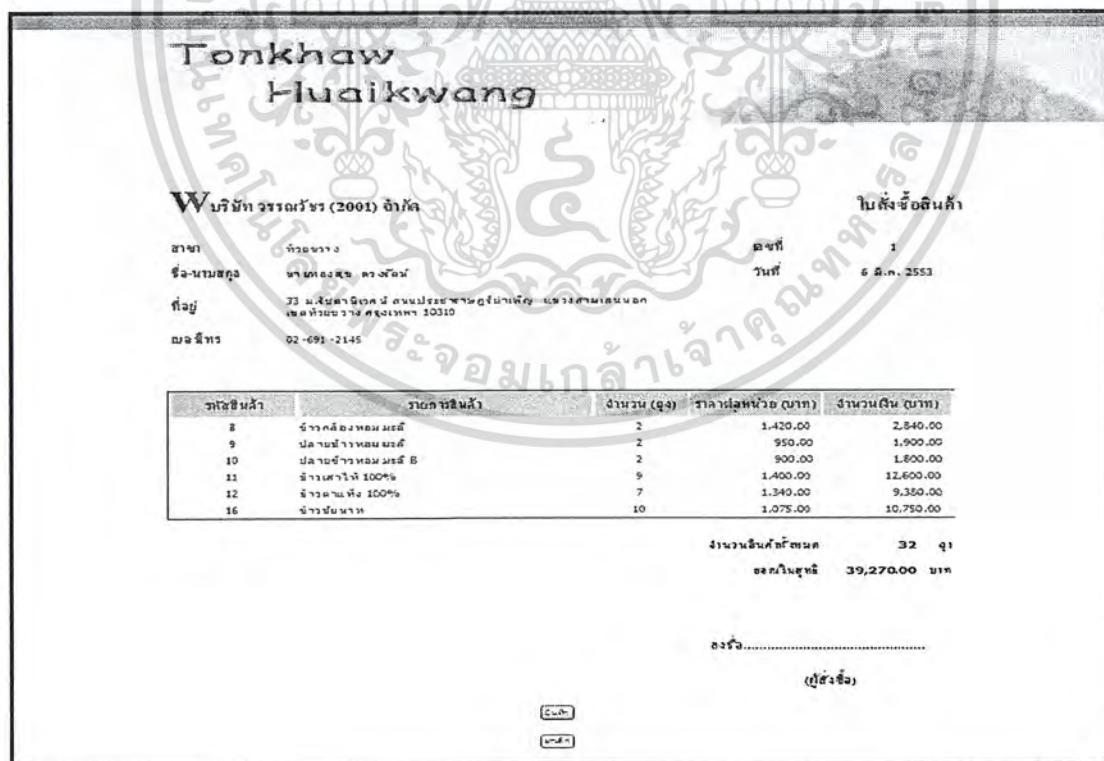 Tonkhaw
Huaikwang
W บริษัท วรรณวัชร (2001) จำกัด ใบสั่งซื้อสินค้า
สาขา ห้วยขวาง เลขที่ 1
ชื่อ-นามสกุล นายทองสุข วันที่ 6 มี.ค. 2553
ที่อยู่ 33 ถนนประชาราษฎร์บำเพ็ญ แขวงสามเสนนอก
เขตห้วยขวาง กรุงเทพฯ 10310
02-691-2145
รหัสสินค้า รายการสินค้า จำนวน (ถุง) ราคาต่อหน่วย (บาท) จำนวนเงิน (บาท)
8 ข้าวกล้องหอมมะลิ 2 1,420.00 2,840.00
9 ปลายข้าวหอมมะลิ 2 950.00 1,900.00
10 ปลายข้าวหอมมะลิ B 2 900.00 1,800.00
11 ข้าวเสาไห้ 100% 9 1,400.00 12,600.00
12 ข้าวตาแห้ง 100% 7 1,340.00 9,380.00
16 ข้าวชัยนาท 10 1,075.00 10,750.00
จำนวนสินค้าทั้งหมด 32 ถุง
ยอดเงินสุทธิ 39,270.00 บาท
ลงชื่อ..............................................
(ผู้สั่งซื้อ)